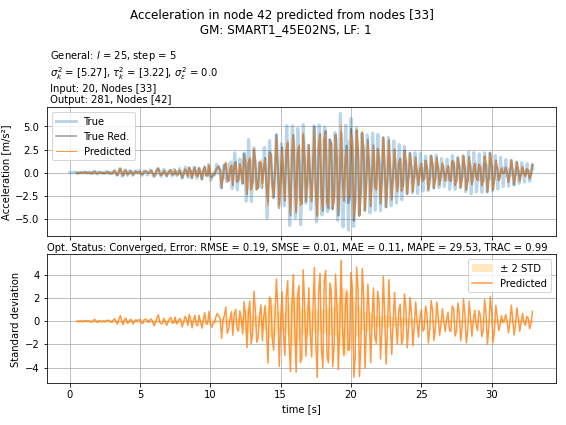 Acceleration in node 42 predicted from nodes [33]
GM: SMART1_45E02NS, LF: 1
General: l = 25, step = 5
σ²ₖ = [5.27], τ²ₖ = [3.22], σ²ε = 0.0
Input: 20, Nodes [33]
Output: 281, Nodes [42]
Acceleration [m/s²]
5.0
2.5
0.0
−2.5
−5.0
True
True Red.
Predicted
Opt. Status: Converged, Error: RMSE = 0.19, SMSE = 0.01, MAE = 0.11, MAPE = 29.53, TRAC = 0.99
Standard deviation
4
2
0
−2
−4
± 2 STD
Predicted
0 5 10 15 20 25 30
time [s]